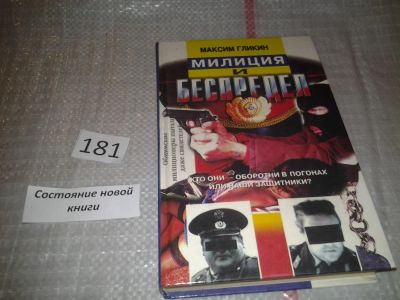 МАКСИМ ГЛИКИН
МИЛИЦИЯ
И
БЕСПРЕДЕЛ
КТО ОНИ - ОБОРОТНИ В ПОГОНАХ
ИЛИ НАШИ ЗАЩИТНИКИ?
181
Состояние новой
книги